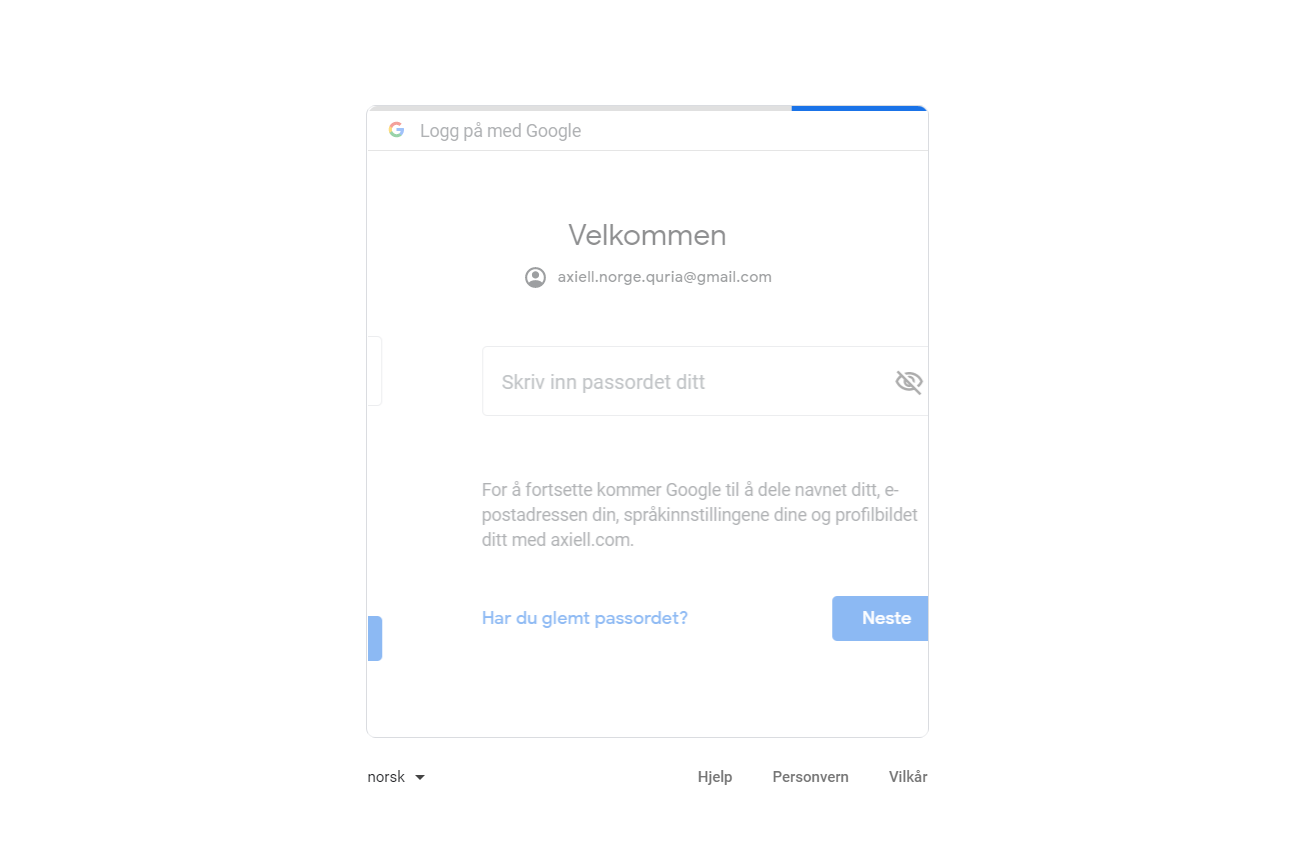 Logg på med Google
Velkommen
axiell.norge.quria@gmail.com
Skriv inn passordet ditt
For å fortsette kommer Google til å dele navnet ditt, e-
postadressen din, språkinnstillingene dine og profilbildet
ditt med axiell.com.
Har du glemt passordet?
Neste
norsk
Hjelp
Personvern
Vilkår